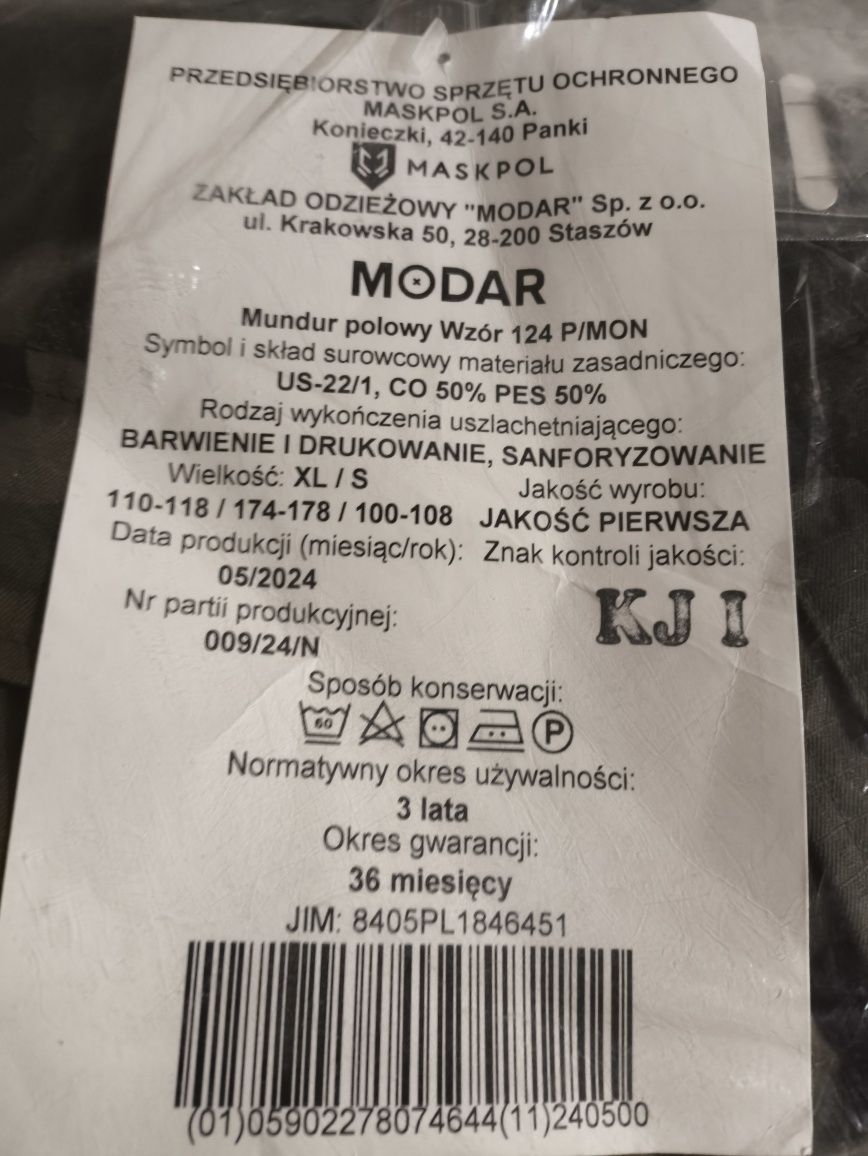 PRZEDSIĘBIORSTWO SPRZĘTU OCHRONNEGO
MASKPOL S.A.
Konieczki, 42-140 Panki
MASKPOL
ZAKŁAD ODZIEŻOWY "MODAR" Sp. z o.o.
ul. Krakowska 50, 28-200 Staszów
MODAR
Mundur polowy Wzór 124 P/MON
Symbol i skład surowcowy materiału zasadniczego:
US-22/1, CO 50% PES 50%
Rodzaj wykończenia uszlachetniającego:
BARWIENIE I DRUKOWANIE, SANFORYZOWANIE
Wielkość: XL / S
110-118 / 174-178 / 100-108
Jakość wyrobu:
JAKOŚĆ PIERWSZA
Data produkcji (miesiąc/rok):
05/2024
Znak kontroli jakości:
KJ I
Nr partii produkcyjnej:
009/24/N
Sposób konserwacji:
60 P
Normatywny okres używalności:
3 lata
Okres gwarancji:
36 miesięcy
JIM: 8405PL1846451
(01)05902278074644(11)240500